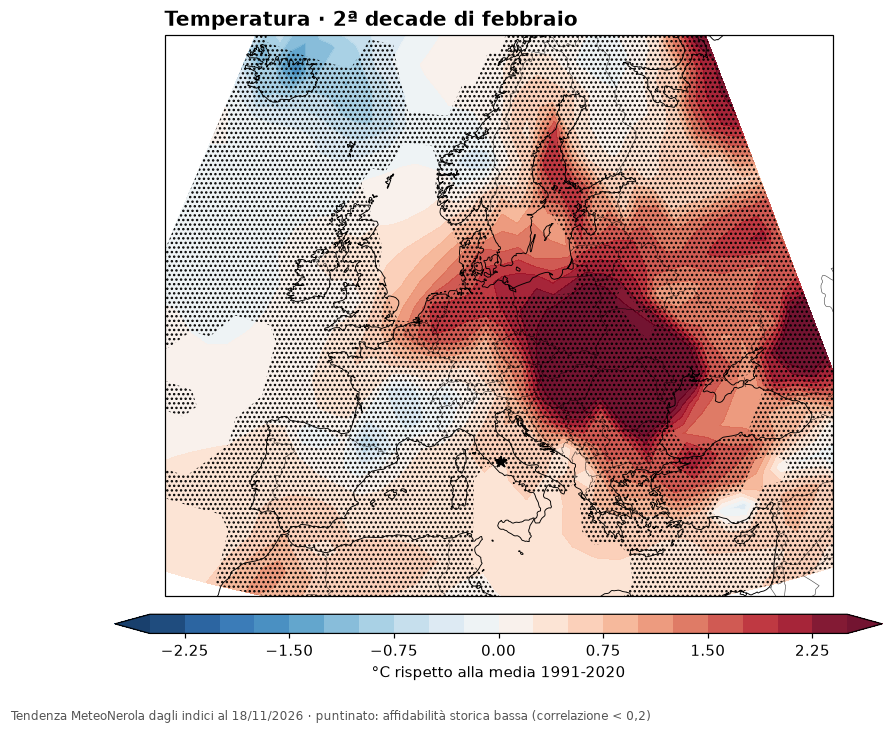 Temperatura · 2ª decade di febbraio
−2.25 −1.50 −0.75 0.00 0.75 1.50 2.25
°C rispetto alla media 1991-2020
Tendenza MeteoNerola dagli indici al 18/11/2026 · puntinato: affidabilità storica bassa (correlazione < 0,2)